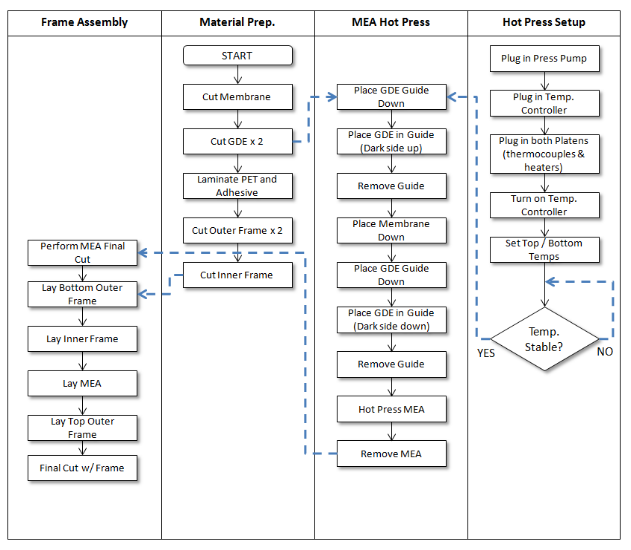 Frame Assembly
Material Prep.
MEA Hot Press
Hot Press Setup
START
Cut Membrane
Cut GDE x 2
Laminate PET and
Adhesive
Cut Outer Frame x 2
Cut Inner Frame
Perform MEA Final
Cut
Lay Bottom Outer
Frame
Lay Inner Frame
Lay MEA
Lay Top Outer
Frame
Final Cut w/ Frame
Place GDE Guide
Down
Place GDE in Guide
(Dark side up)
Remove Guide
Place Membrane
Down
Place GDE Guide
Down
Place GDE in Guide
(Dark side down)
Remove Guide
Hot Press MEA
Remove MEA
Plug in Press Pump
Plug in Temp.
Controller
Plug in both Platens
(thermocouples &
heaters)
Turn on Temp.
Controller
Set Top / Bottom
Temps
Temp.
Stable?
YES
NO